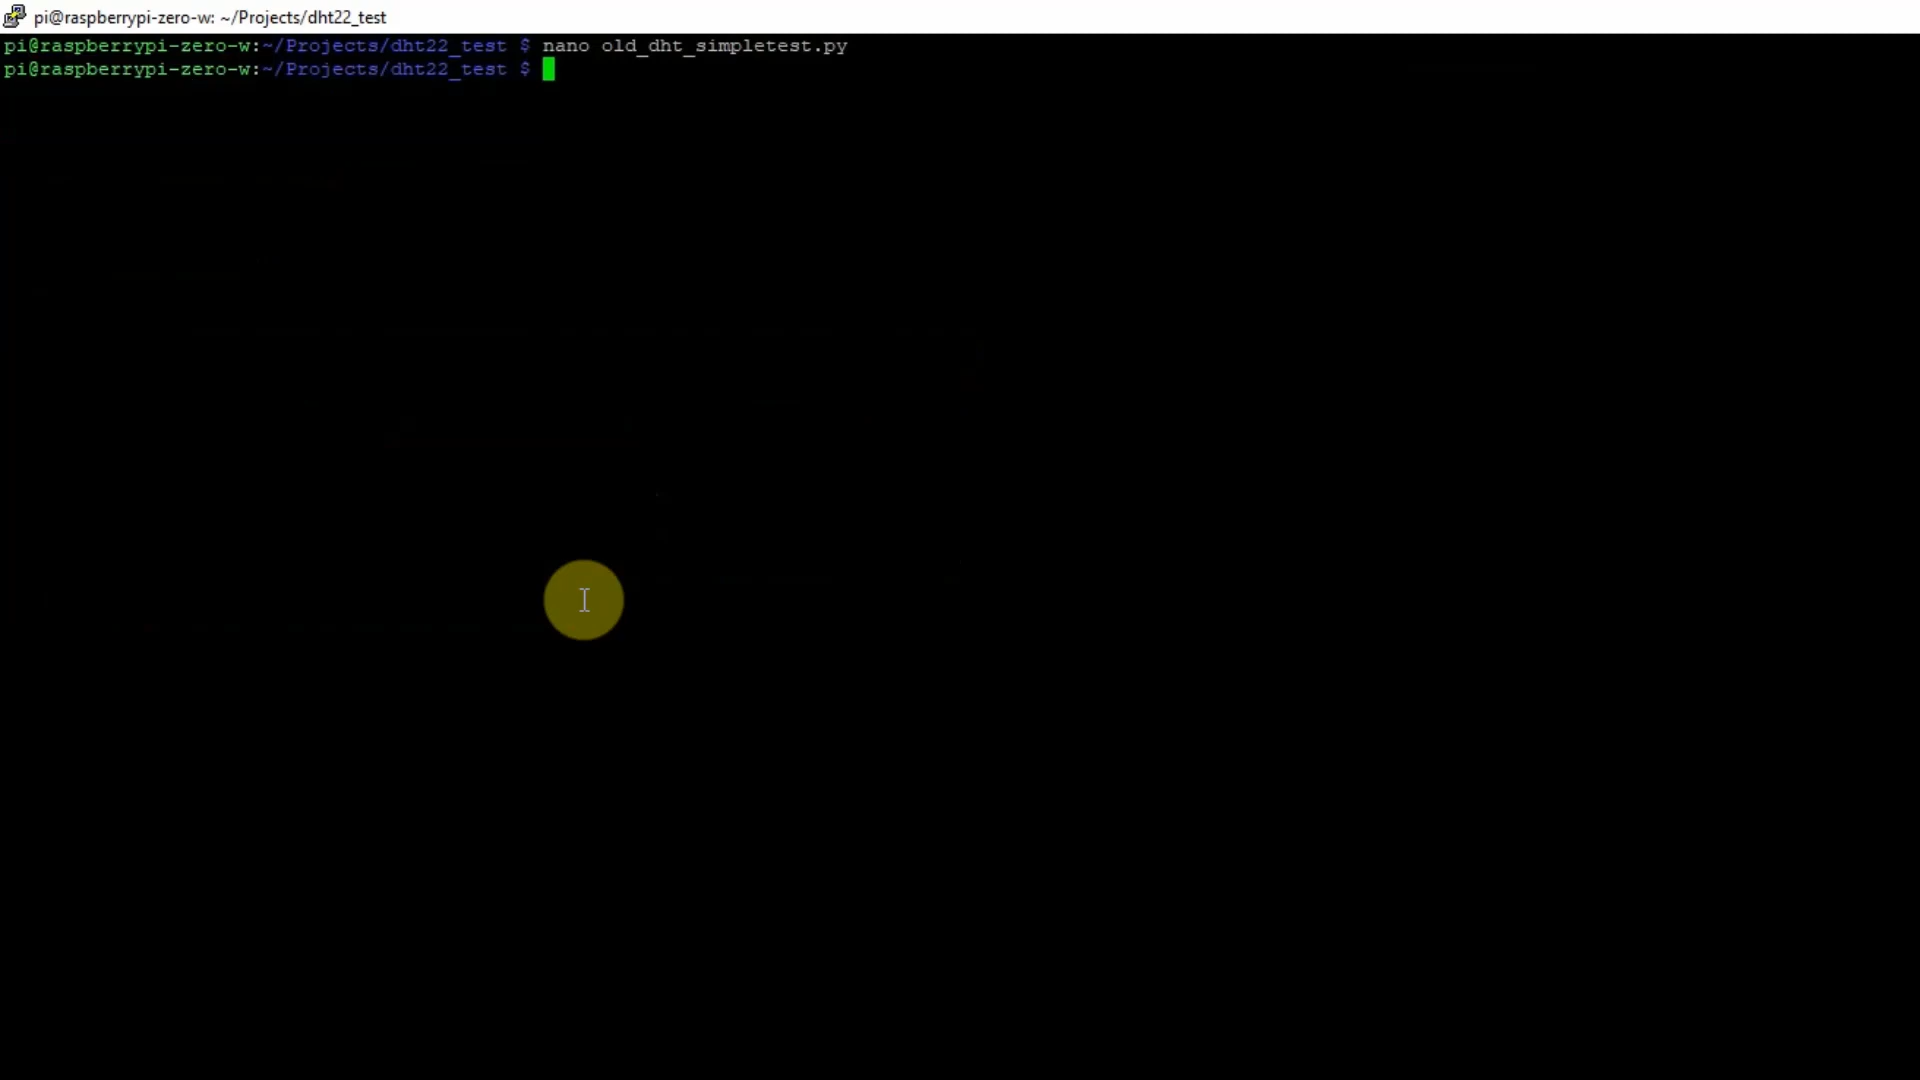 pi@raspberrypi-zero-w: ~/Projects/dht22_test
pi@raspberrypi-zero-w:~/Projects/dht22_test $ nano old_dht_simpletest.py
pi@raspberrypi-zero-w:~/Projects/dht22_test $